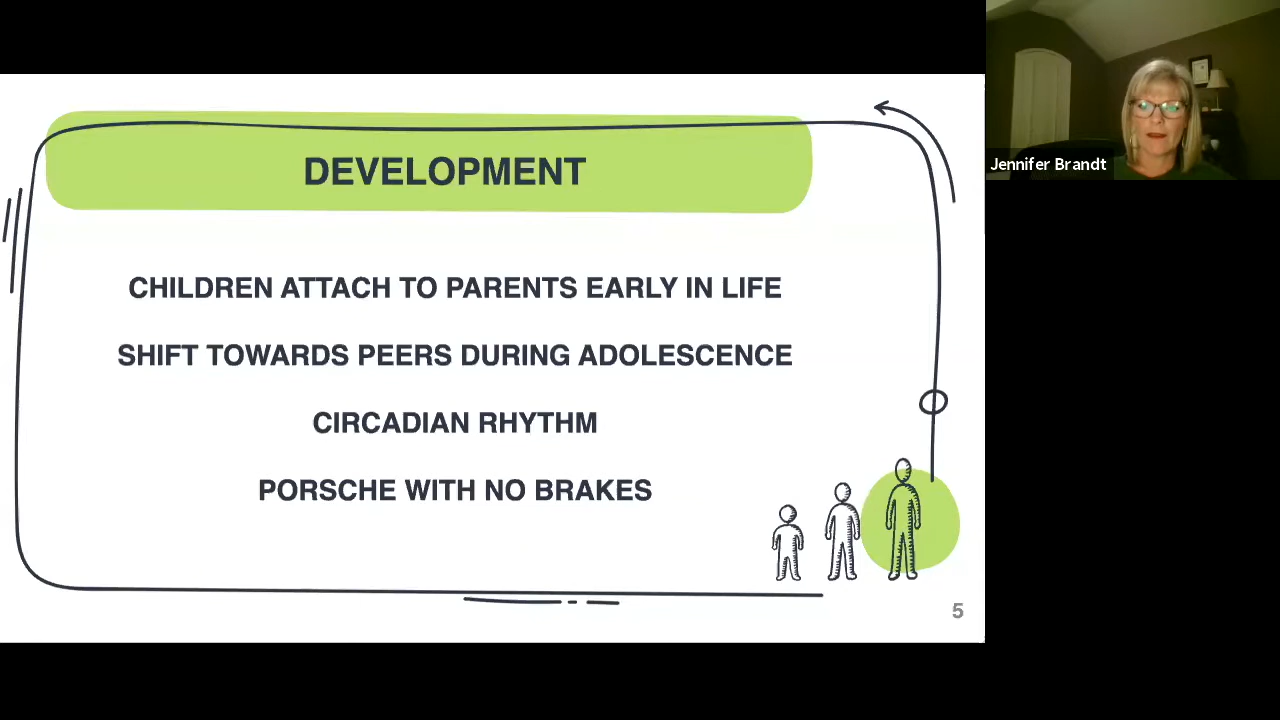 DEVELOPMENT
CHILDREN ATTACH TO PARENTS EARLY IN LIFE
SHIFT TOWARDS PEERS DURING ADOLESCENCE
CIRCADIAN RHYTHM
PORSCHE WITH NO BRAKES
5
Jennifer Brandt